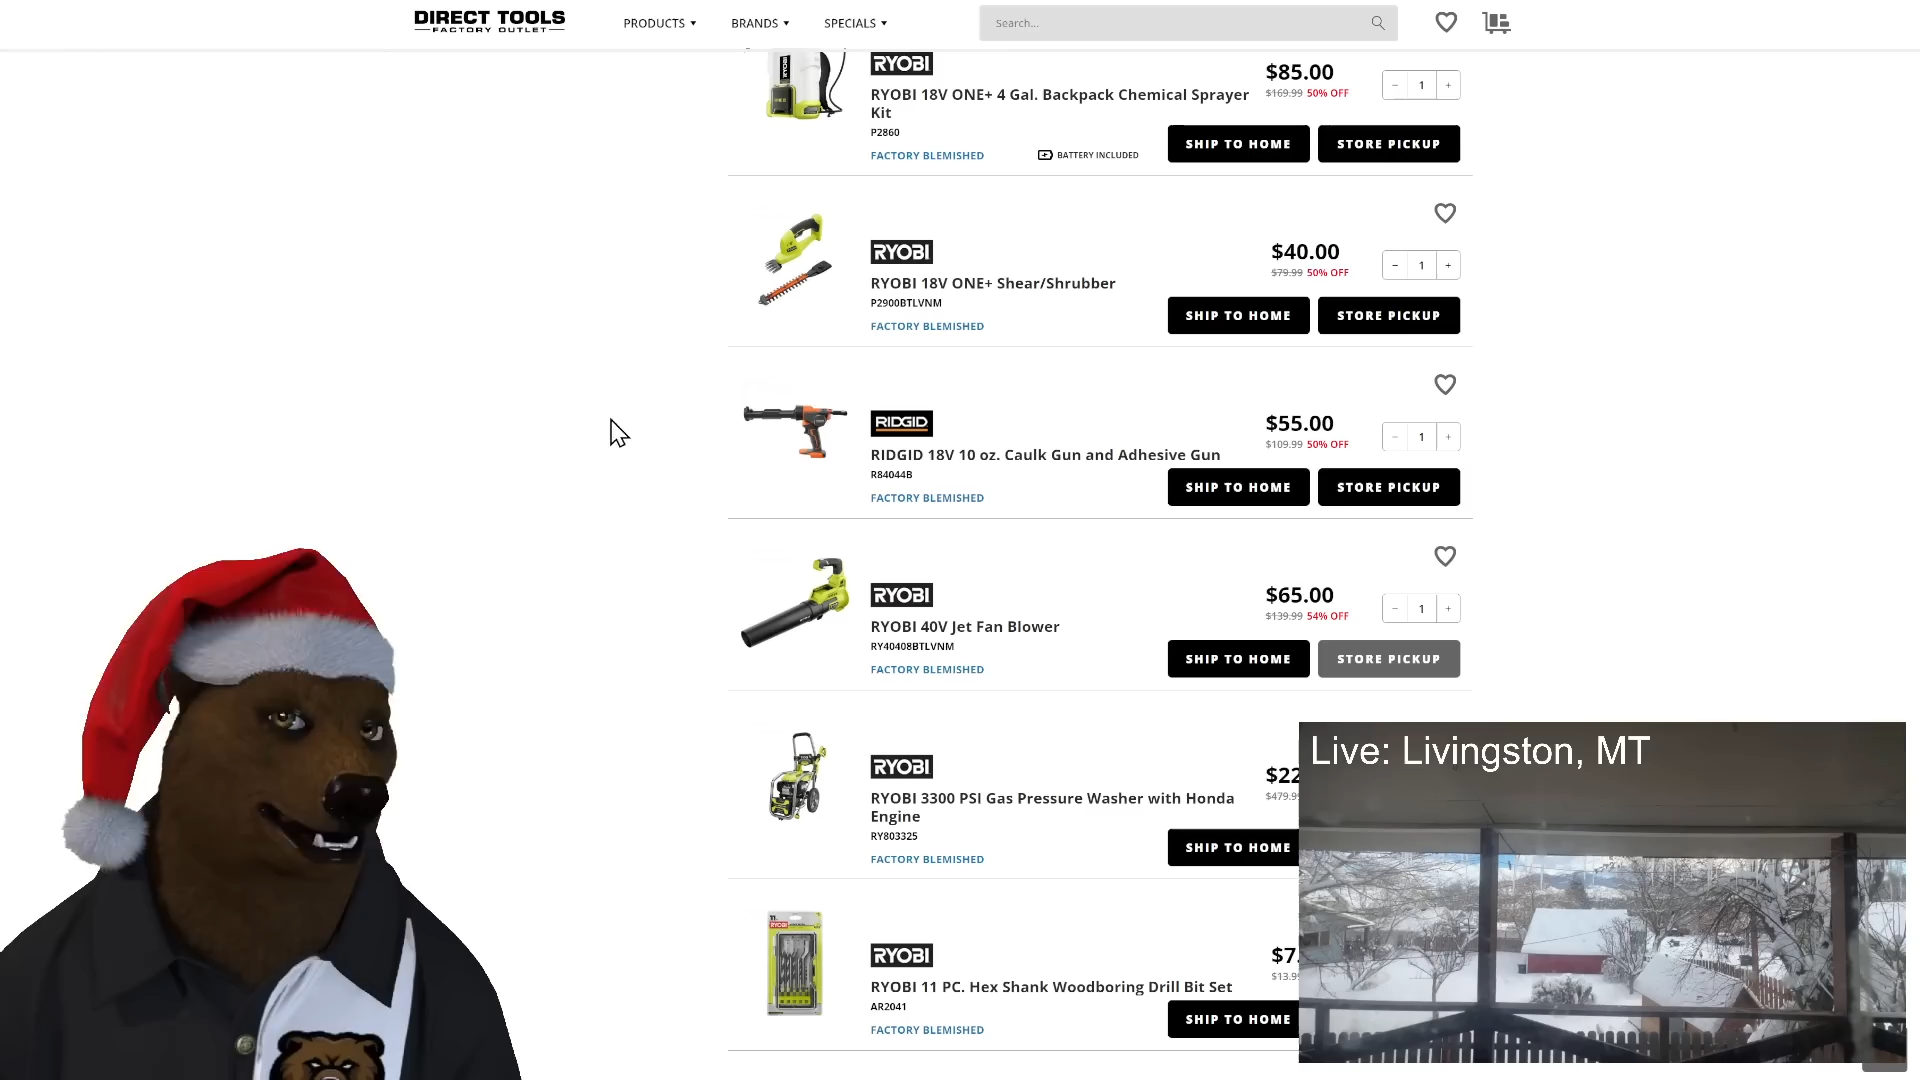 DIRECT TOOLS
FACTORY OUTLET
PRODUCTS
BRANDS
SPECIALS
Search...
RYOBI
RYOBI 18V ONE+ 4 Gal. Backpack Chemical Sprayer
Kit
P2860
FACTORY BLEMISHED
BATTERY INCLUDED
$85.00
$169.99 50% OFF
- 1 +
SHIP TO HOME
STORE PICKUP
RYOBI
RYOBI 18V ONE+ Shear/Shrubber
P2900BTLVNM
FACTORY BLEMISHED
$40.00
$79.99 50% OFF
- 1 +
SHIP TO HOME
STORE PICKUP
RIDGID
RIDGID 18V 10 oz. Caulk Gun and Adhesive Gun
R84044B
FACTORY BLEMISHED
$55.00
$109.99 50% OFF
- 1 +
SHIP TO HOME
STORE PICKUP
RYOBI
RYOBI 40V Jet Fan Blower
RY40408BTLVNM
FACTORY BLEMISHED
$65.00
$139.99 54% OFF
- 1 +
SHIP TO HOME
STORE PICKUP
RYOBI
RYOBI 3300 PSI Gas Pressure Washer with Honda
Engine
RY803325
FACTORY BLEMISHED
$22
$479.9
SHIP TO HOME
RYOBI
RYOBI 11 PC. Hex Shank Woodboring Drill Bit Set
AR2041
FACTORY BLEMISHED
$7.
$13.9
SHIP TO HOME
Live: Livingston, MT